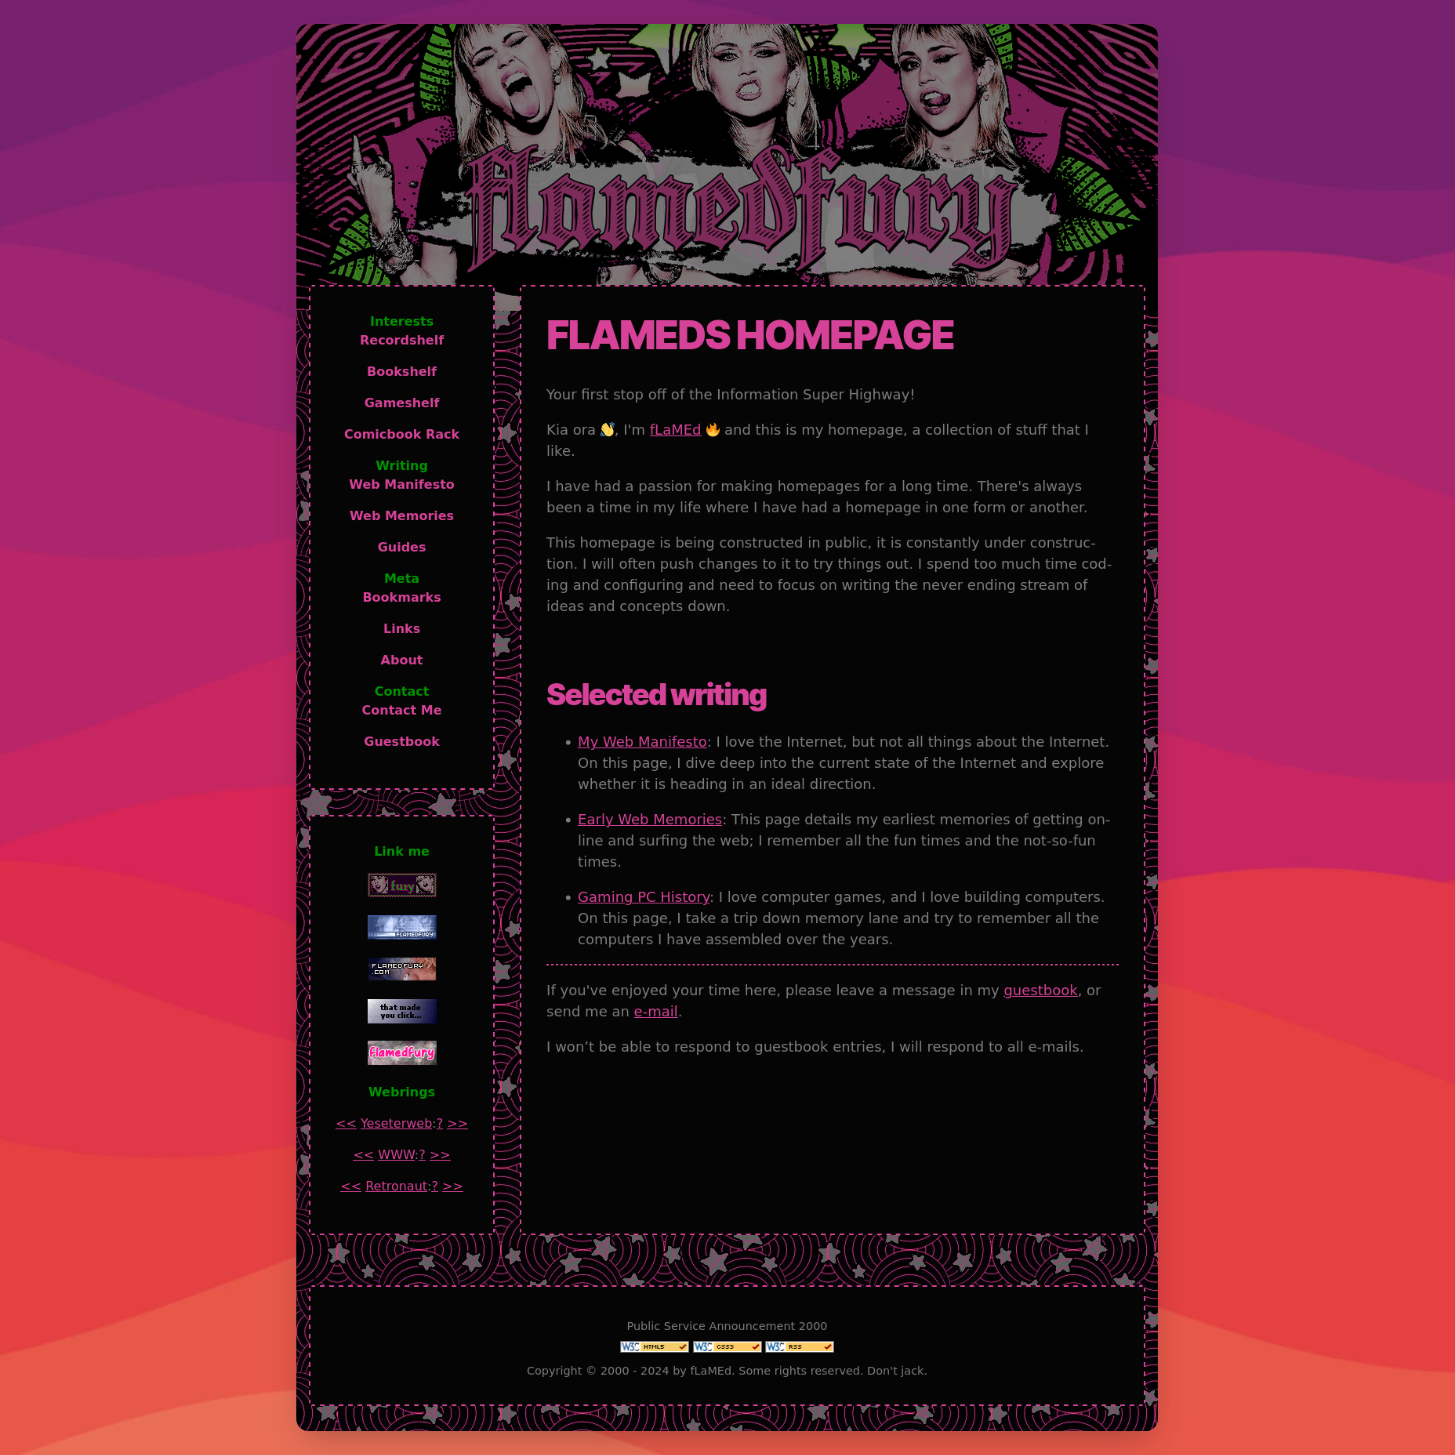 flamedfury
Interests
Recordshelf
Bookshelf
Gameshelf
Comicbook Rack
Writing
Web Manifesto
Web Memories
Guides
Meta
Bookmarks
Links
About
Contact
Contact Me
Guestbook
Link me
fury
FLAMEDFURY
FLAMEDFURY
.COM
that made
you click...
flamedfury
Webrings
<< Yeseterweb:? >>
<< WWW:? >>
<< Retronaut:? >>
FLAMEDS HOMEPAGE
Your first stop off of the Information Super Highway!
Kia ora 👋, I'm fLaMEd 🔥 and this is my homepage, a collection of stuff that I
like.
I have had a passion for making homepages for a long time. There's always
been a time in my life where I have had a homepage in one form or another.
This homepage is being constructed in public, it is constantly under construc-
tion. I will often push changes to it to try things out. I spend too much time cod-
ing and configuring and need to focus on writing the never ending stream of
ideas and concepts down.
Selected writing
• My Web Manifesto: I love the Internet, but not all things about the Internet.
On this page, I dive deep into the current state of the Internet and explore
whether it is heading in an ideal direction.
• Early Web Memories: This page details my earliest memories of getting on-
line and surfing the web; I remember all the fun times and the not-so-fun
times.
• Gaming PC History: I love computer games, and I love building computers.
On this page, I take a trip down memory lane and try to remember all the
computers I have assembled over the years.
If you've enjoyed your time here, please leave a message in my guestbook, or
send me an e-mail.
I won’t be able to respond to guestbook entries, I will respond to all e-mails.
Public Service Announcement 2000
W3C HTML5 W3C CSS3 W3C RSS
Copyright © 2000 - 2024 by fLaMEd. Some rights reserved. Don't jack.